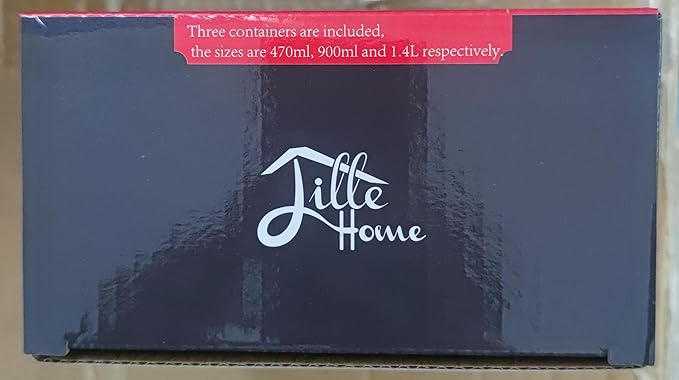 Three containers are included,
the sizes are 470ml, 900ml and 1.4L respectively.
Jille
Home